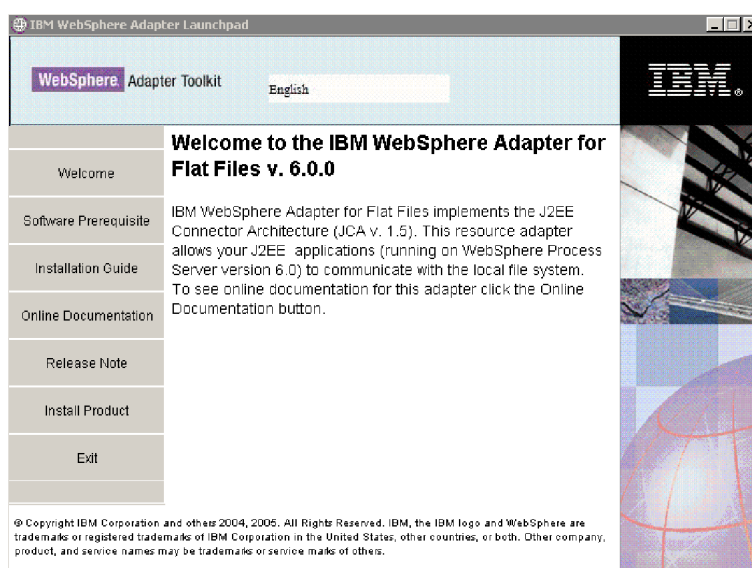 IBM WebSphere Adapter Launchpad
WebSphere. Adapter Toolkit
English
IBM.
Welcome to the IBM WebSphere Adapter for
Flat Files v. 6.0.0
Welcome
Software Prerequisite
Installation Guide
Online Documentation
Release Note
Install Product
Exit
IBM WebSphere Adapter for Flat Files implements the J2EE
Connector Architecture (JCA v. 1.5). This resource adapter
allows your J2EE applications (running on WebSphere Process
Server version 6.0) to communicate with the local file system.
To see online documentation for this adapter click the Online
Documentation button.
© Copyright IBM Corporation and others 2004, 2005. All Rights Reserved. IBM, the IBM logo and WebSphere are
trademarks or registered trademarks of IBM Corporation in the United States, other countries, or both. Other company,
product, and service names may be trademarks or service marks of others.